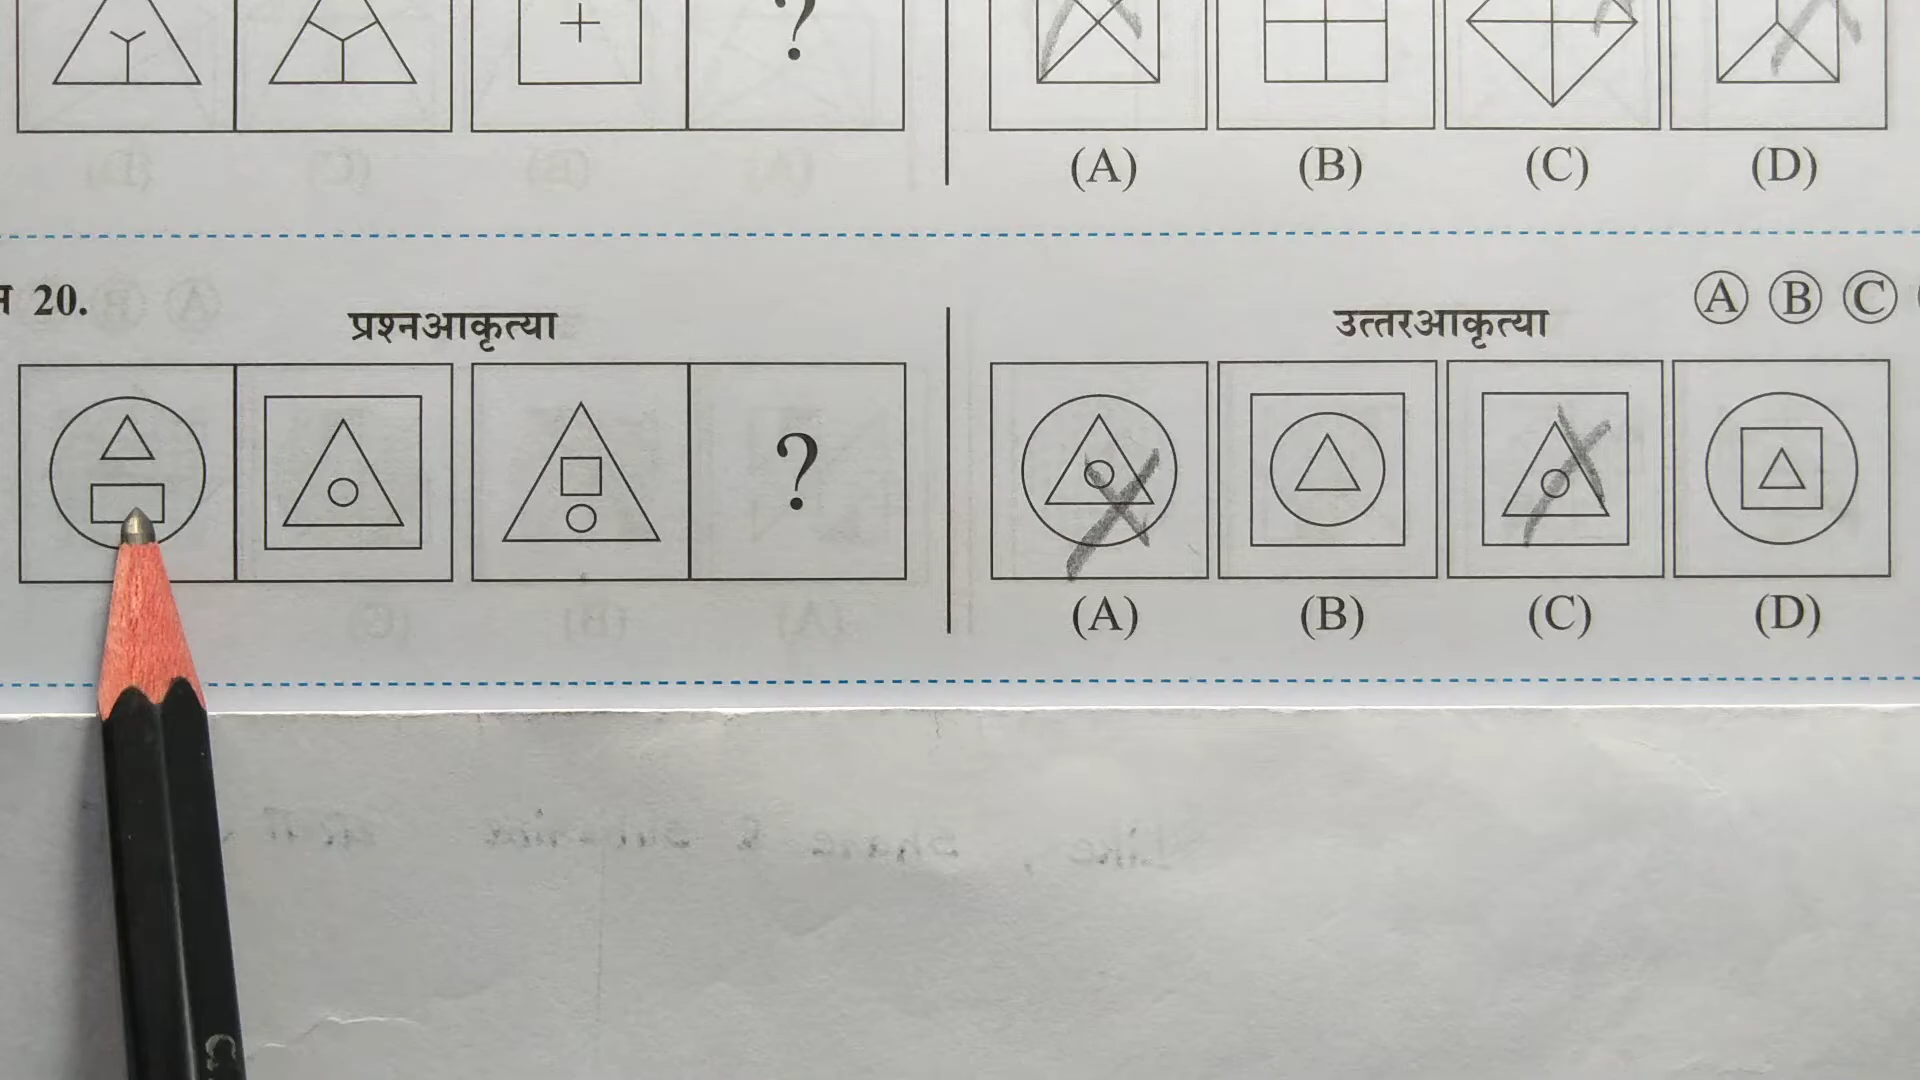 ?
(A) (B) (C) (D)
20.
प्रश्नआकृत्या
उत्तरआकृत्या
A B C
?
(A) (B) (C) (D)